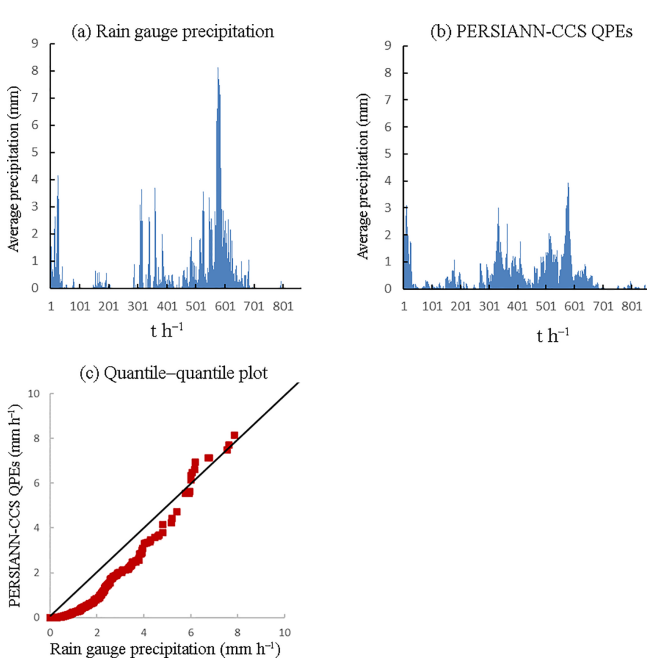 (a) Rain gauge precipitation
9
8
7
6
5
4
3
2
1
0
Average precipitation (mm)
1 101 201 301 401 501 601 701 801
t h⁻¹
(b) PERSIANN-CCS QPEs
9
8
7
6
5
4
3
2
1
0
Average precipitation (mm)
1 101 201 301 401 501 601 701 801
t h⁻¹
(c) Quantile–quantile plot
10
8
6
4
2
0
PERSIANN-CCS QPEs (mm h⁻¹)
0 2 4 6 8 10
Rain gauge precipitation (mm h⁻¹)